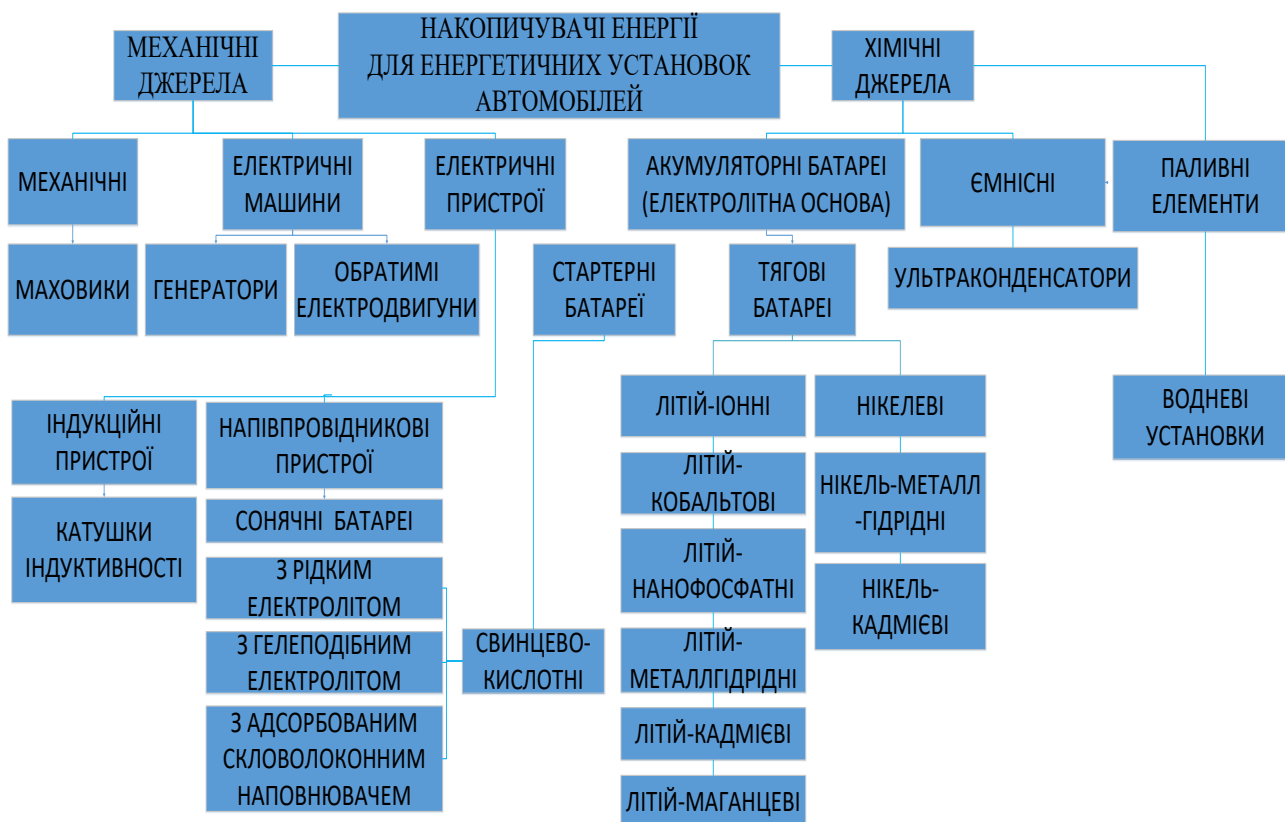 НАКОПИЧУВАЧІ ЕНЕРГІЇ
ДЛЯ ЕНЕРГЕТИЧНИХ УСТАНОВОК
АВТОМОБІЛЕЙ
МЕХАНІЧНІ
ДЖЕРЕЛА
ХІМІЧНІ
ДЖЕРЕЛА
МЕХАНІЧНІ
ЕЛЕКТРИЧНІ
МАШИНИ
ЕЛЕКТРИЧНІ
ПРИСТРОЇ
АКУМУЛЯТОРНІ БАТАРЕІ
(ЕЛЕКТРОЛІТНА ОСНОВА)
ЄМНІСНІ
ПАЛИВНІ
ЕЛЕМЕНТИ
МАХОВИКИ
ГЕНЕРАТОРИ
ОБРАТИМІ
ЕЛЕКТРОДВИГУНИ
СТАРТЕРНІ
БАТАРЕЇ
ТЯГОВІ
БАТАРЕІ
УЛЬТРАКОНДЕНСАТОРИ
ІНДУКЦІЙНІ
ПРИСТРОЇ
НАПІВПРОВІДНИКОВІ
ПРИСТРОЇ
ЛІТІЙ-ІОННІ
НІКЕЛЕВІ
ВОДНЕВІ
УСТАНОВКИ
КАТУШКИ
ІНДУКТИВНОСТІ
СОНЯЧНІ БАТАРЕІ
ЛІТІЙ-
КОБАЛЬТОВІ
НІКЕЛЬ-МЕТАЛЛ
-ГІДРІДНІ
З РІДКИМ
ЕЛЕКТРОЛІТОМ
ЛІТІЙ-
НАНОФОСФАТНІ
НІКЕЛЬ-
КАДМІЄВІ
З ГЕЛЕПОДІБНИМ
ЕЛЕКТРОЛІТОМ
СВИНЦЕВО-
КИСЛОТНІ
ЛІТІЙ-
МЕТАЛЛГІДРІДНІ
З АДСОРБОВАНИМ
СКЛОВОЛОКОННИМ
НАПОВНЮВАЧЕМ
ЛІТІЙ-КАДМІЄВІ
ЛІТІЙ-МАГАНЦЕВІ